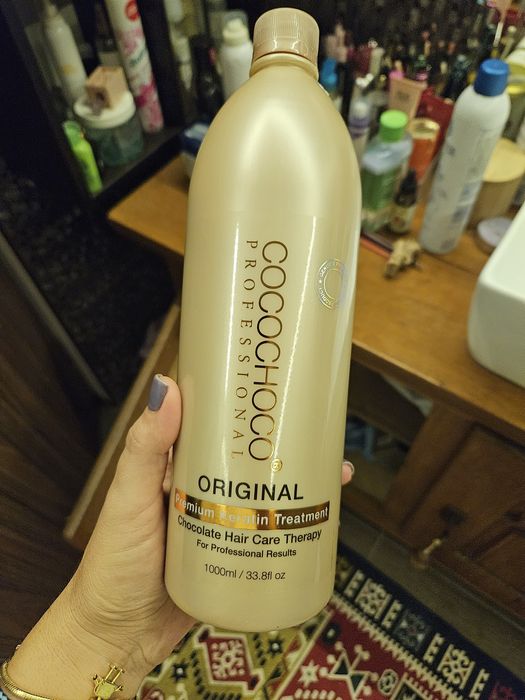 COCOCHOCO®
PROFESSIONAL
ORIGINAL
Premium Keratin Treatment
Chocolate Hair Care Therapy
For Professional Results
1000ml / 33.8fl oz